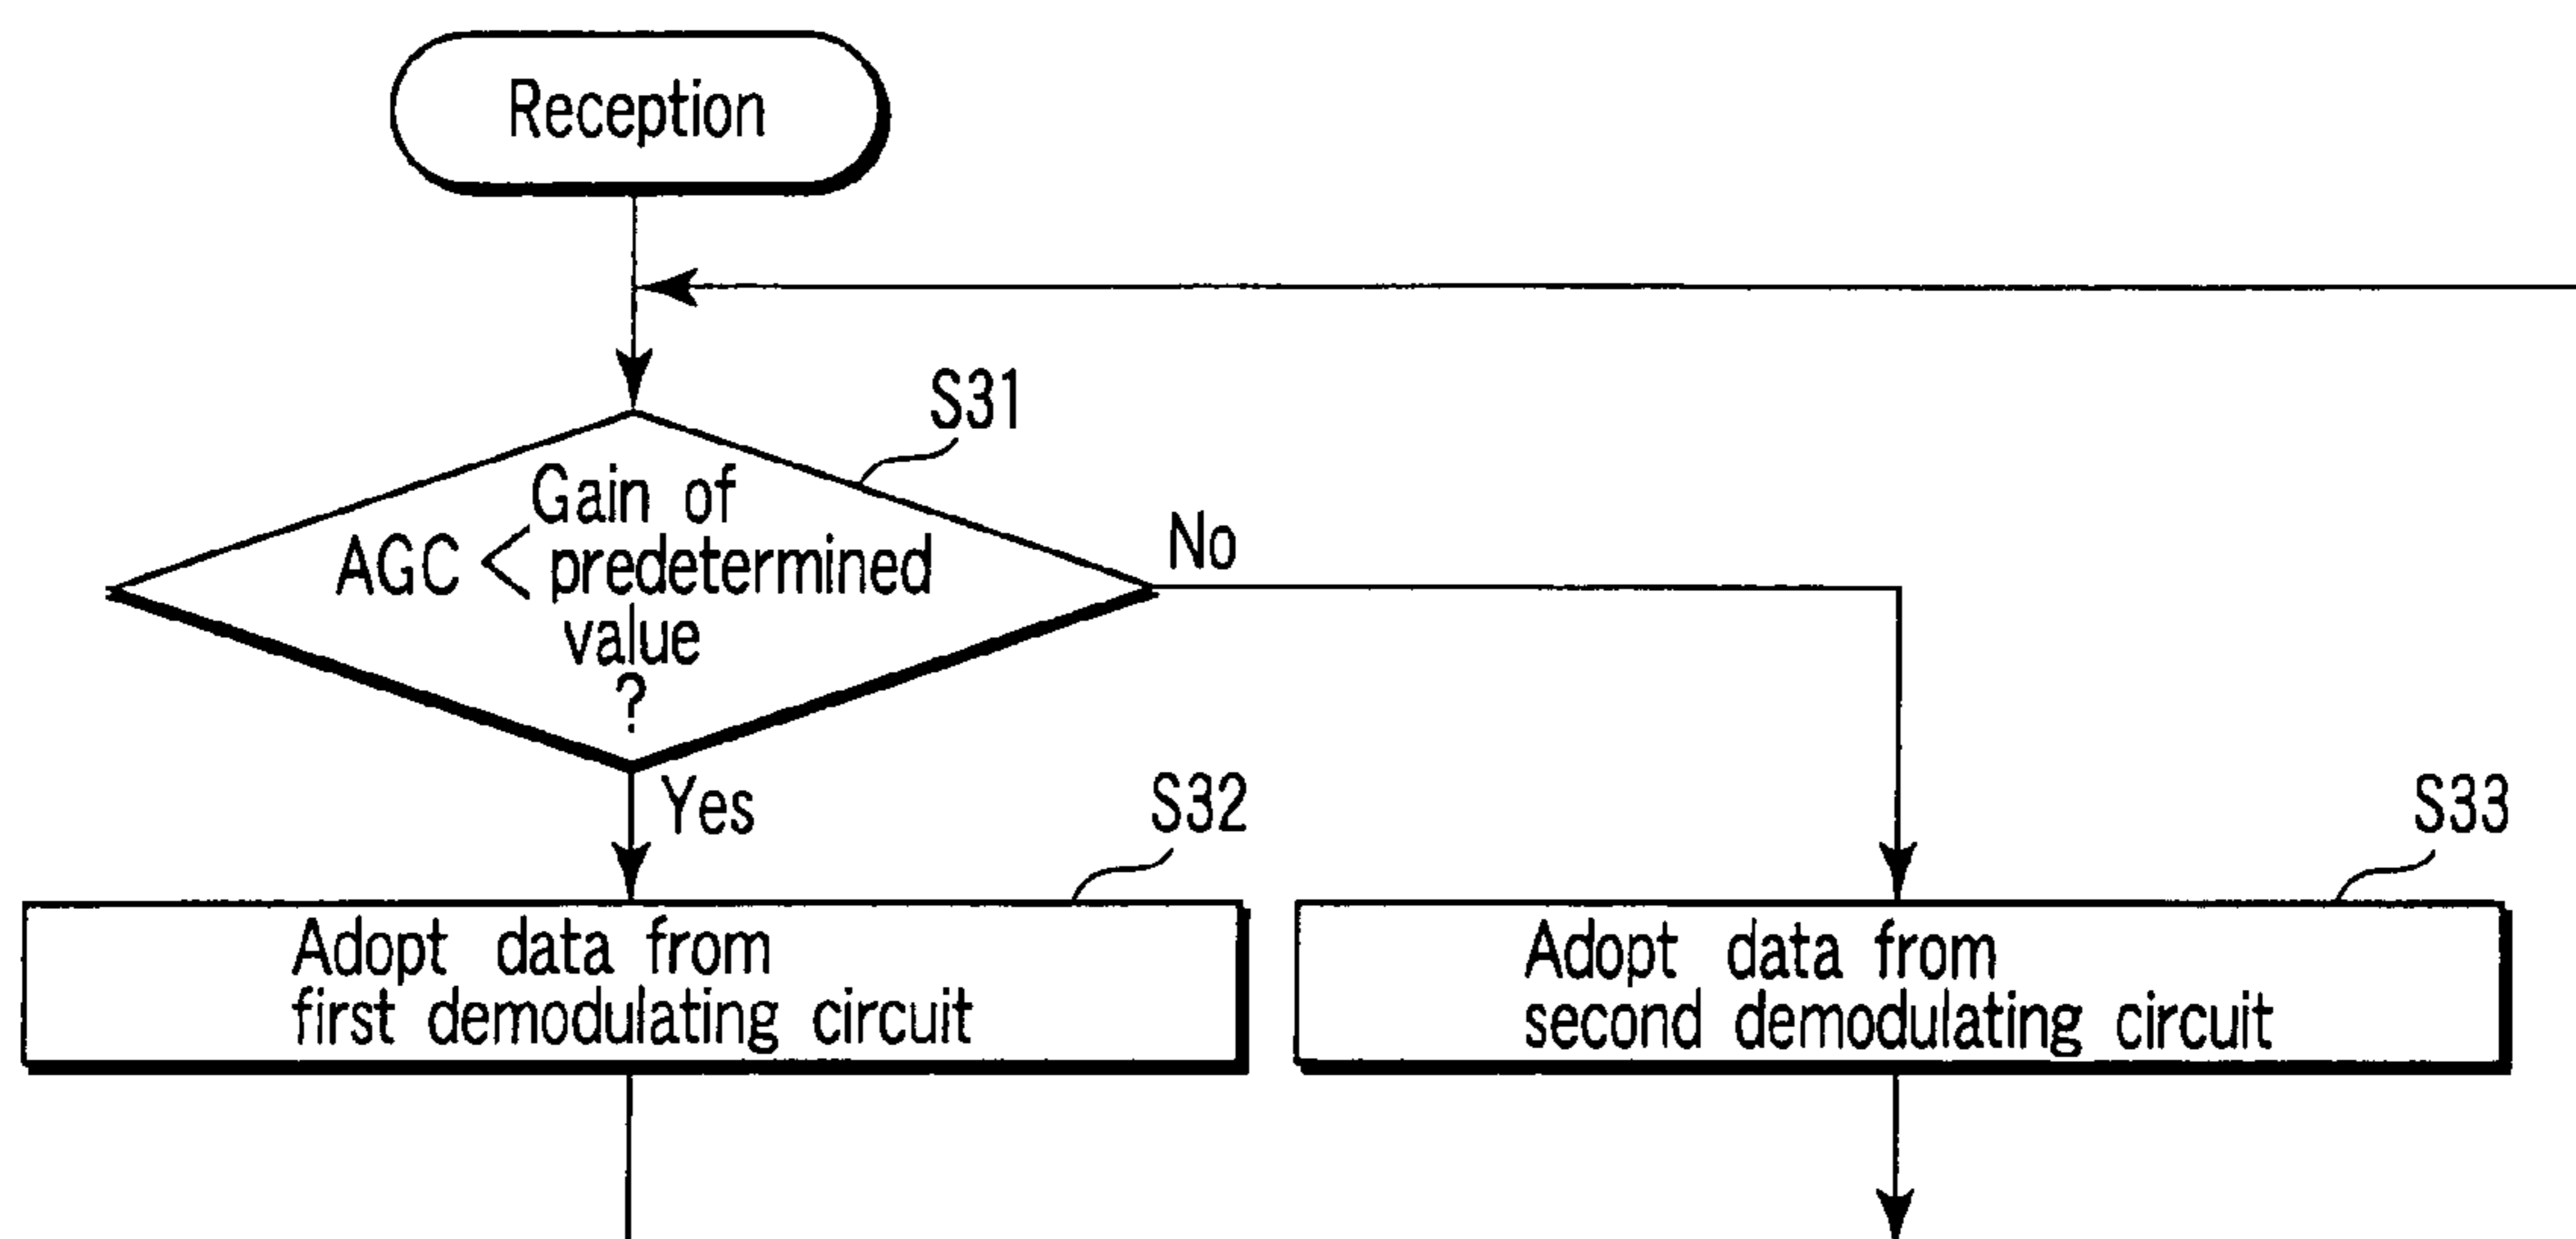 Reception
S31
Gain of
AGC < predetermined
value
?
No
Yes
S32
S33
Adopt data from
first demodulating circuit
Adopt data from
second demodulating circuit